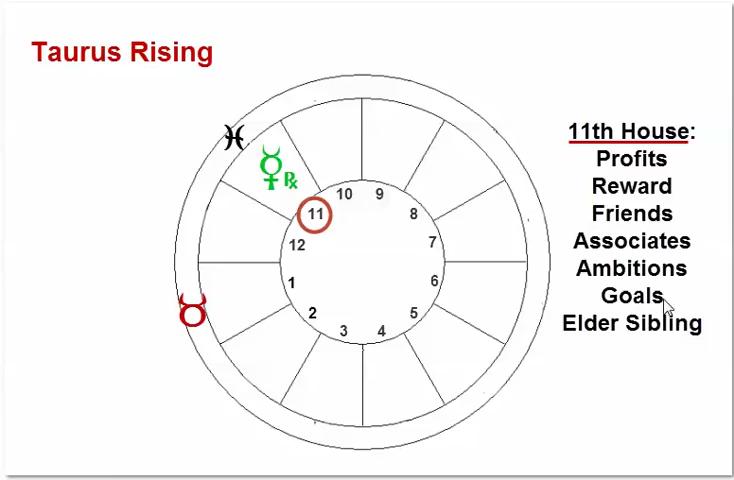 Taurus Rising
♓
☿℞
♉
10
9
11
8
12
7
1
6
2
5
3
4
11th House:
Profits
Reward
Friends
Associates
Ambitions
Goals
Elder Sibling